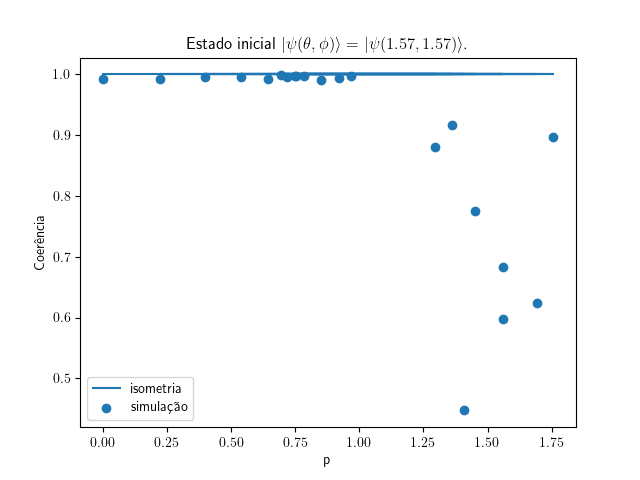 Estado inicial |ψ(θ, ϕ)⟩ = |ψ(1.57, 1.57)⟩.
Coerência
1.0
0.9
0.8
0.7
0.6
0.5
isometria
simulação
0.00 0.25 0.50 0.75 1.00 1.25 1.50 1.75
p